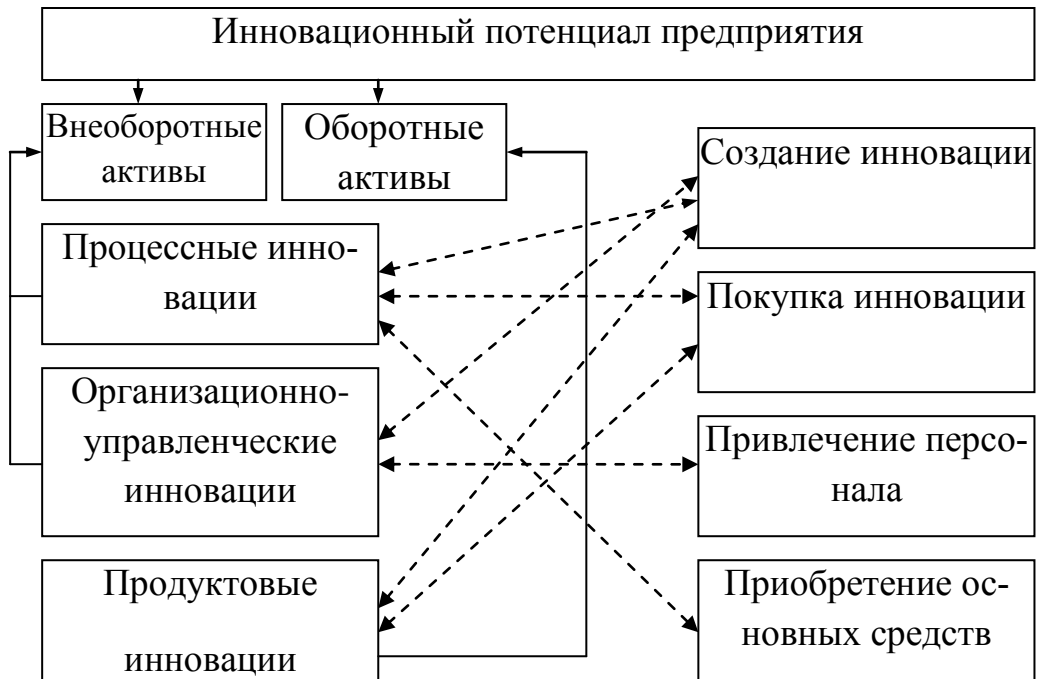 Инновационный потенциал предприятия
Внеоборотные
активы
Оборотные
активы
Процессные инно-
вации
Организационно-
управленческие
инновации
Продуктовые
инновации
Создание инновации
Покупка инновации
Привлечение персо-
нала
Приобретение ос-
новных средств